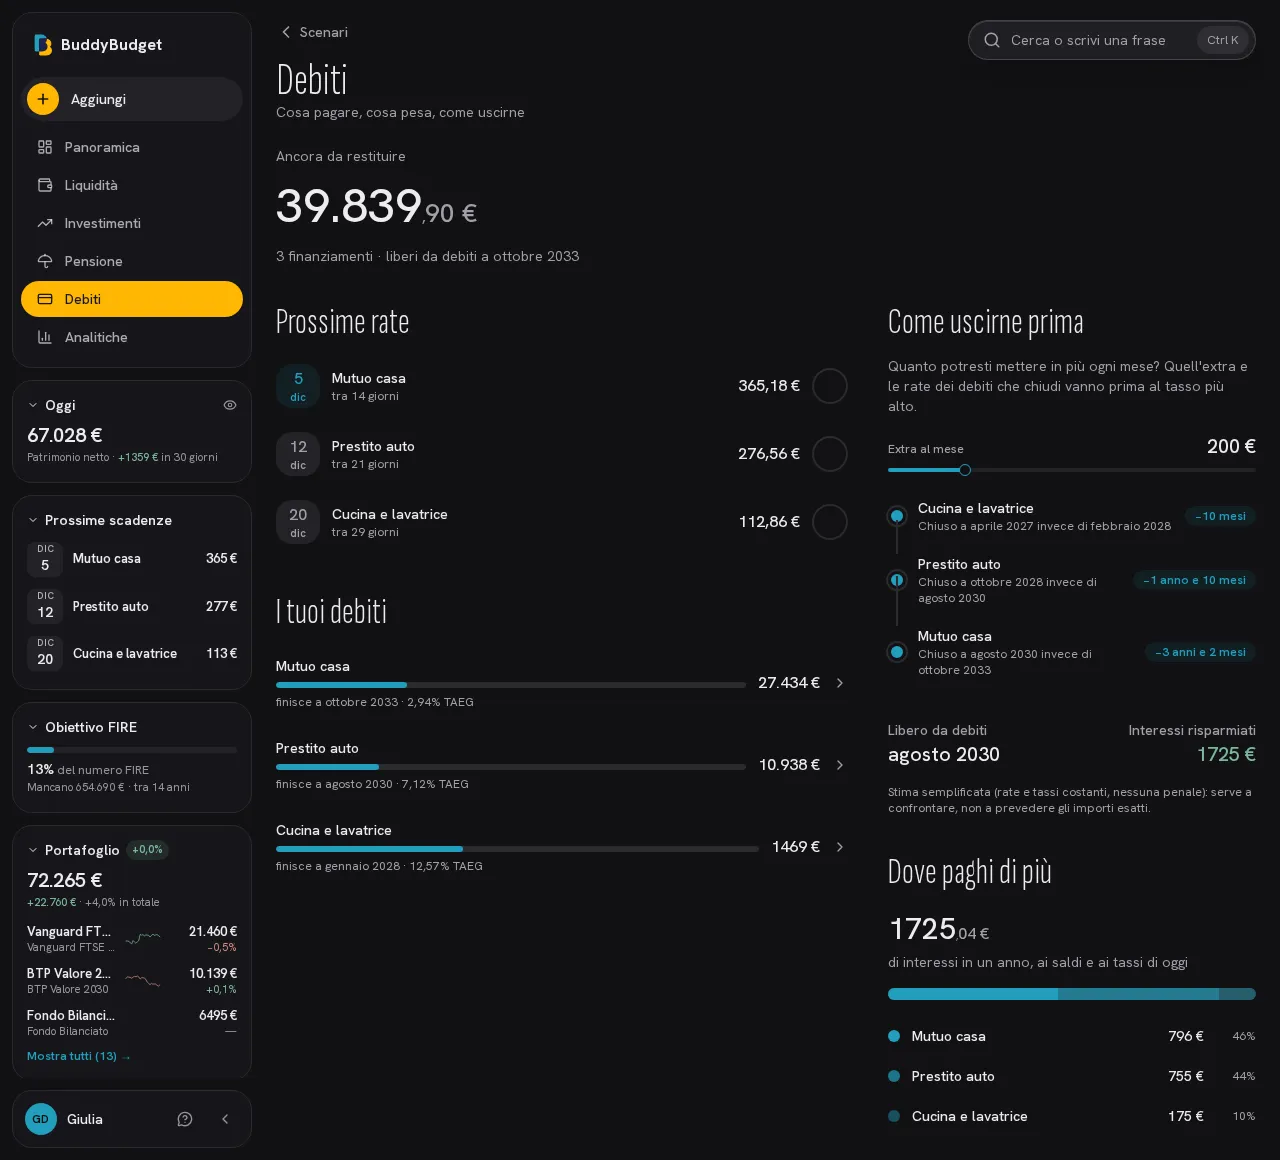 BuddyBudget
Aggiungi
Panoramica
Liquidità
Investimenti
Pensione
Debiti
Analitiche
Oggi
67.028 €
Patrimonio netto · +1359 € in 30 giorni
Prossime scadenze
DIC
5
Mutuo casa
365 €
DIC
12
Prestito auto
277 €
DIC
20
Cucina e lavatrice
113 €
Obiettivo FIRE
13% del numero FIRE
Mancano 654.690 € · tra 14 anni
Portafoglio
+0,0%
72.265 €
+22.760 € · +4,0% in totale
Vanguard FT...
21.460 €
Vanguard FTSE ...
−0,5%
BTP Valore 2...
10.139 €
BTP Valore 2030
+0,1%
Fondo Bilanci...
6495 €
Fondo Bilanciato
—
Mostra tutti (13) →
GD
Giulia
Scenari
Cerca o scrivi una frase
Ctrl K
Debiti
Cosa pagare, cosa pesa, come uscirne
Ancora da restituire
39.839,90 €
3 finanziamenti · liberi da debiti a ottobre 2033
Prossime rate
5
dic
Mutuo casa
tra 14 giorni
365,18 €
12
dic
Prestito auto
tra 21 giorni
276,56 €
20
dic
Cucina e lavatrice
tra 29 giorni
112,86 €
I tuoi debiti
Mutuo casa
27.434 €
finisce a ottobre 2033 · 2,94% TAEG
Prestito auto
10.938 €
finisce a agosto 2030 · 7,12% TAEG
Cucina e lavatrice
1469 €
finisce a gennaio 2028 · 12,57% TAEG
Come uscirne prima
Quanto potresti mettere in più ogni mese? Quell'extra e
le rate dei debiti che chiudi vanno prima al tasso più
alto.
Extra al mese
200 €
Cucina e lavatrice
Chiuso a aprile 2027 invece di febbraio 2028
−10 mesi
Prestito auto
Chiuso a ottobre 2028 invece di
agosto 2030
−1 anno e 10 mesi
Mutuo casa
Chiuso a agosto 2030 invece di
ottobre 2033
−3 anni e 2 mesi
Libero da debiti
agosto 2030
Interessi risparmiati
1725 €
Stima semplificata (rate e tassi costanti, nessuna penale): serve a
confrontare, non a prevedere gli importi esatti.
Dove paghi di più
1725,04 €
di interessi in un anno, ai saldi e ai tassi di oggi
Mutuo casa
796 €
46%
Prestito auto
755 €
44%
Cucina e lavatrice
175 €
10%